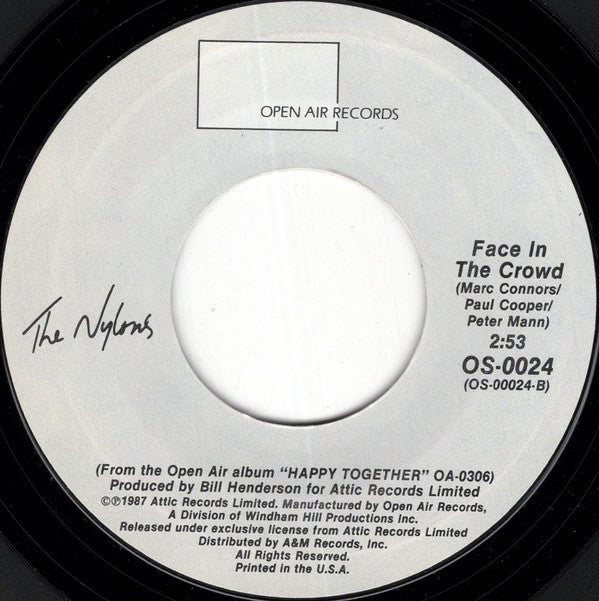 OPEN AIR RECORDS
The Nylons
Face In
The Crowd
(Marc Connors/
Paul Cooper/
Peter Mann)
2:53
OS-0024
(OS-00024-B)
(From the Open Air album “HAPPY TOGETHER” OA-0306)
Produced by Bill Henderson for Attic Records Limited
©℗1987 Attic Records Limited. Manufactured by Open Air Records,
A Division of Windham Hill Productions Inc.
Released under exclusive license from Attic Records Limited
Distributed by A&M Records, Inc.
All Rights Reserved.
Printed in the U.S.A.